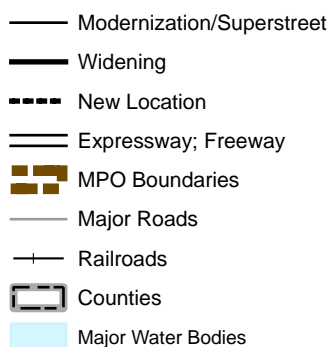 Modernization/Superstreet
Widening
New Location
Expressway; Freeway
MPO Boundaries
Major Roads
Railroads
Counties
Major Water Bodies